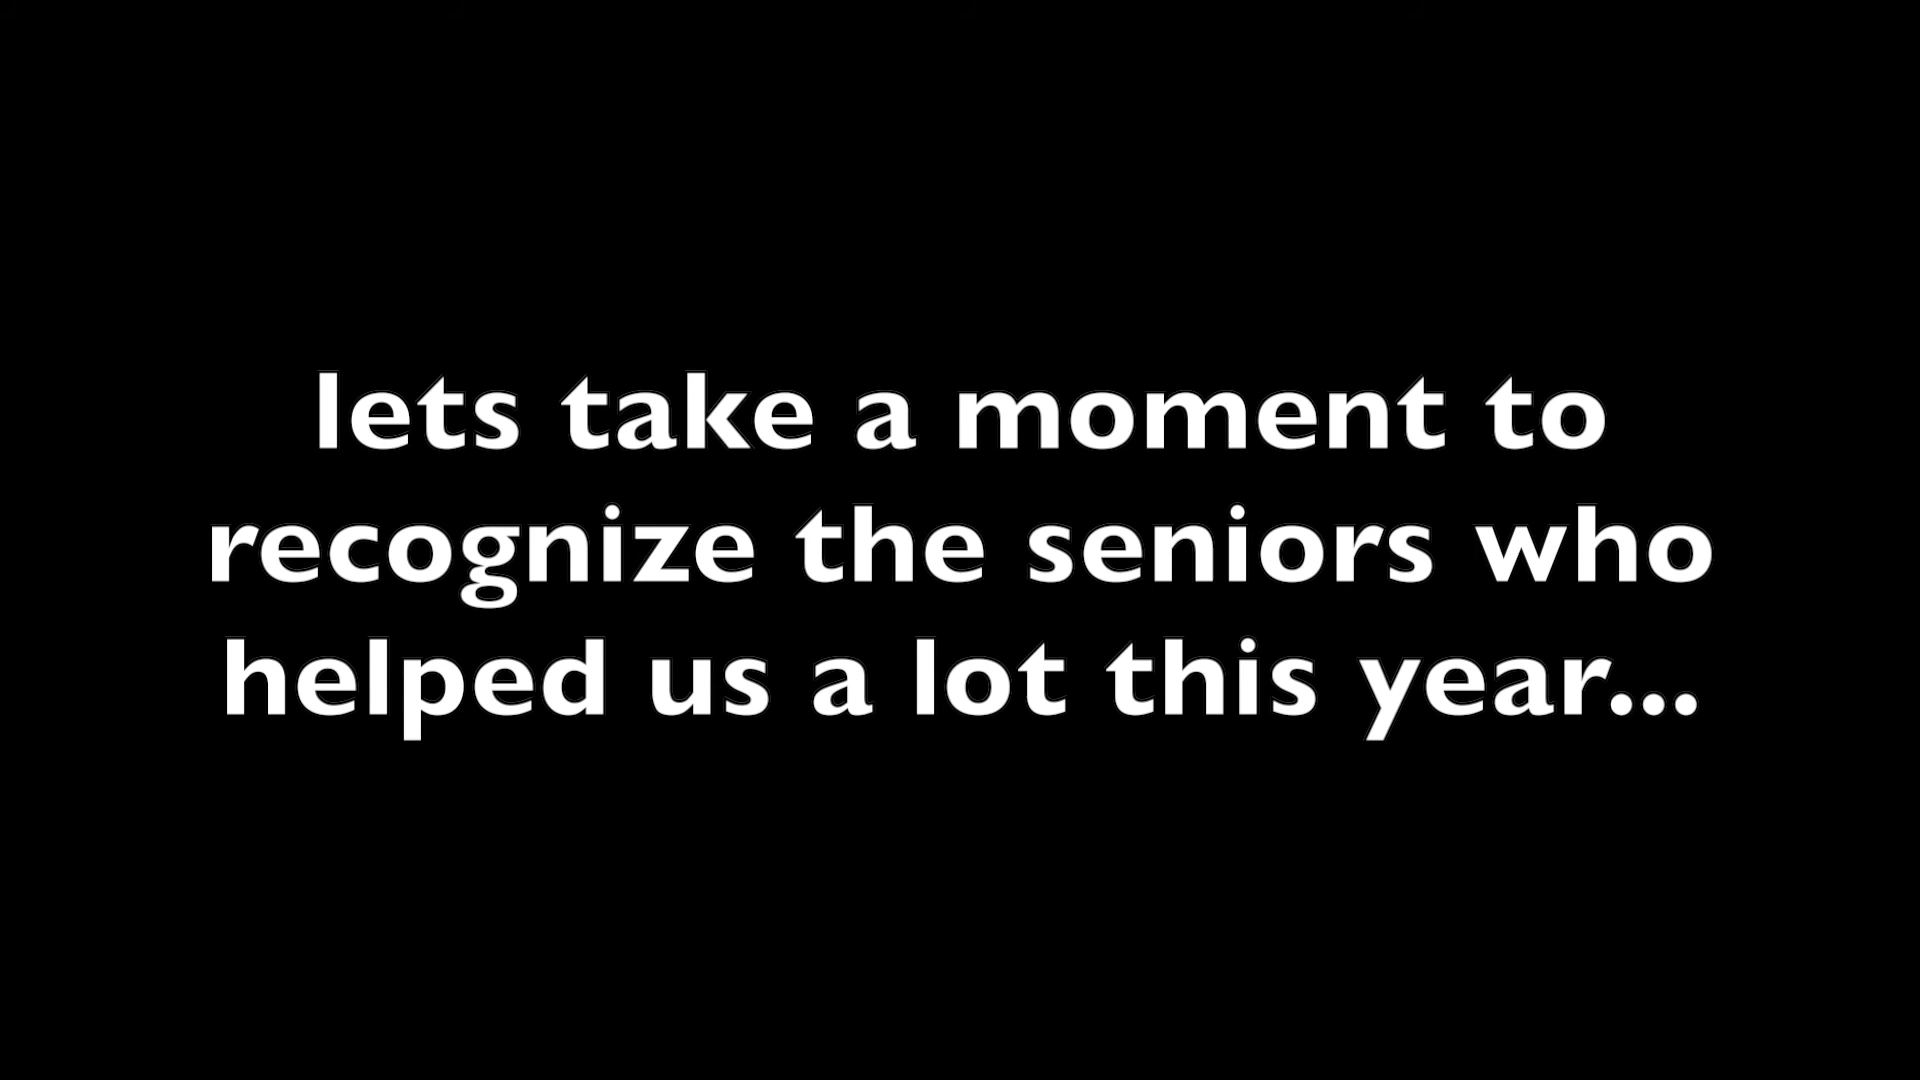 lets take a moment to
recognize the seniors who
helped us a lot this year...